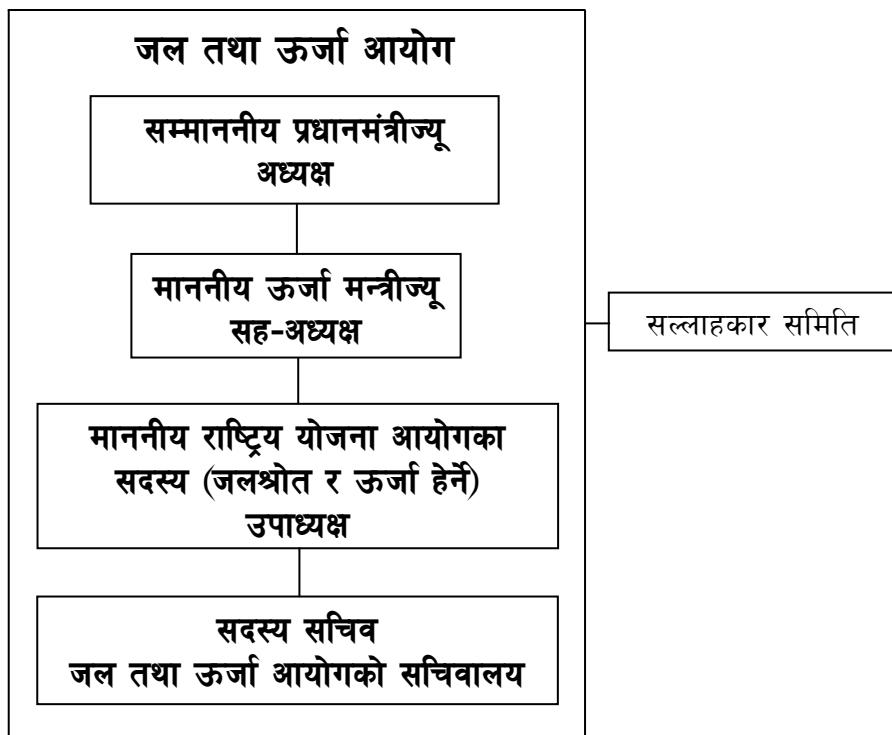 जल तथा ऊर्जा आयोग
सम्माननीय प्रधानमंत्रीज्यू
अध्यक्ष
माननीय ऊर्जा मन्त्रीज्यू
सह-अध्यक्ष
सल्लाहकार समिति
माननीय राष्ट्रिय योजना आयोगका
सदस्य (जलश्रोत र ऊर्जा हेर्ने)
उपाध्यक्ष
सदस्य सचिव
जल तथा ऊर्जा आयोगको सचिवालय